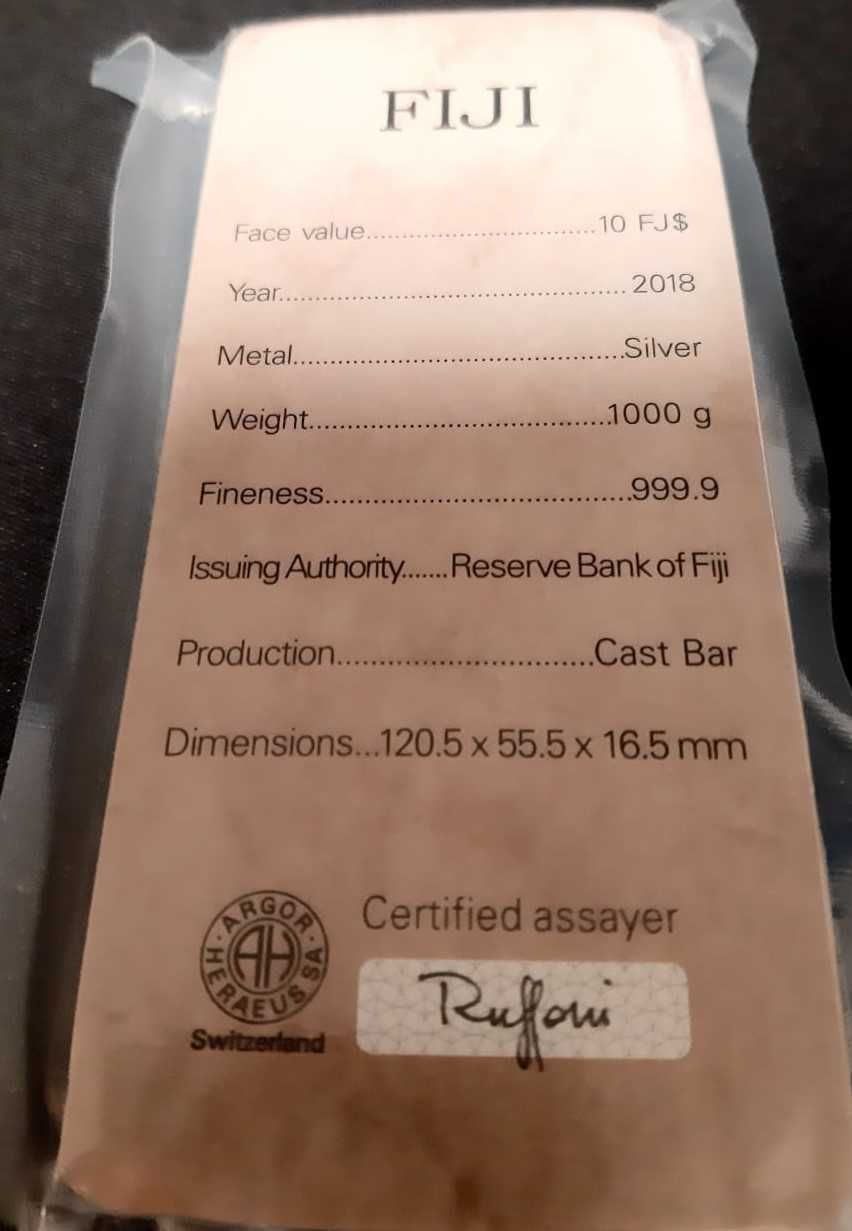 FIJI
Face value..............................10 FJ$
Year............................................. 2018
Metal..........................................Silver
Weight.......................................1000 g
Fineness......................................999.9
Issuing Authority.......Reserve Bank of Fiji
Production..............................Cast Bar
Dimensions...120.5 x 55.5 x 16.5 mm
ARGOR HERAEUS SA
AH
Switzerland
Certified assayer
Ruffoni